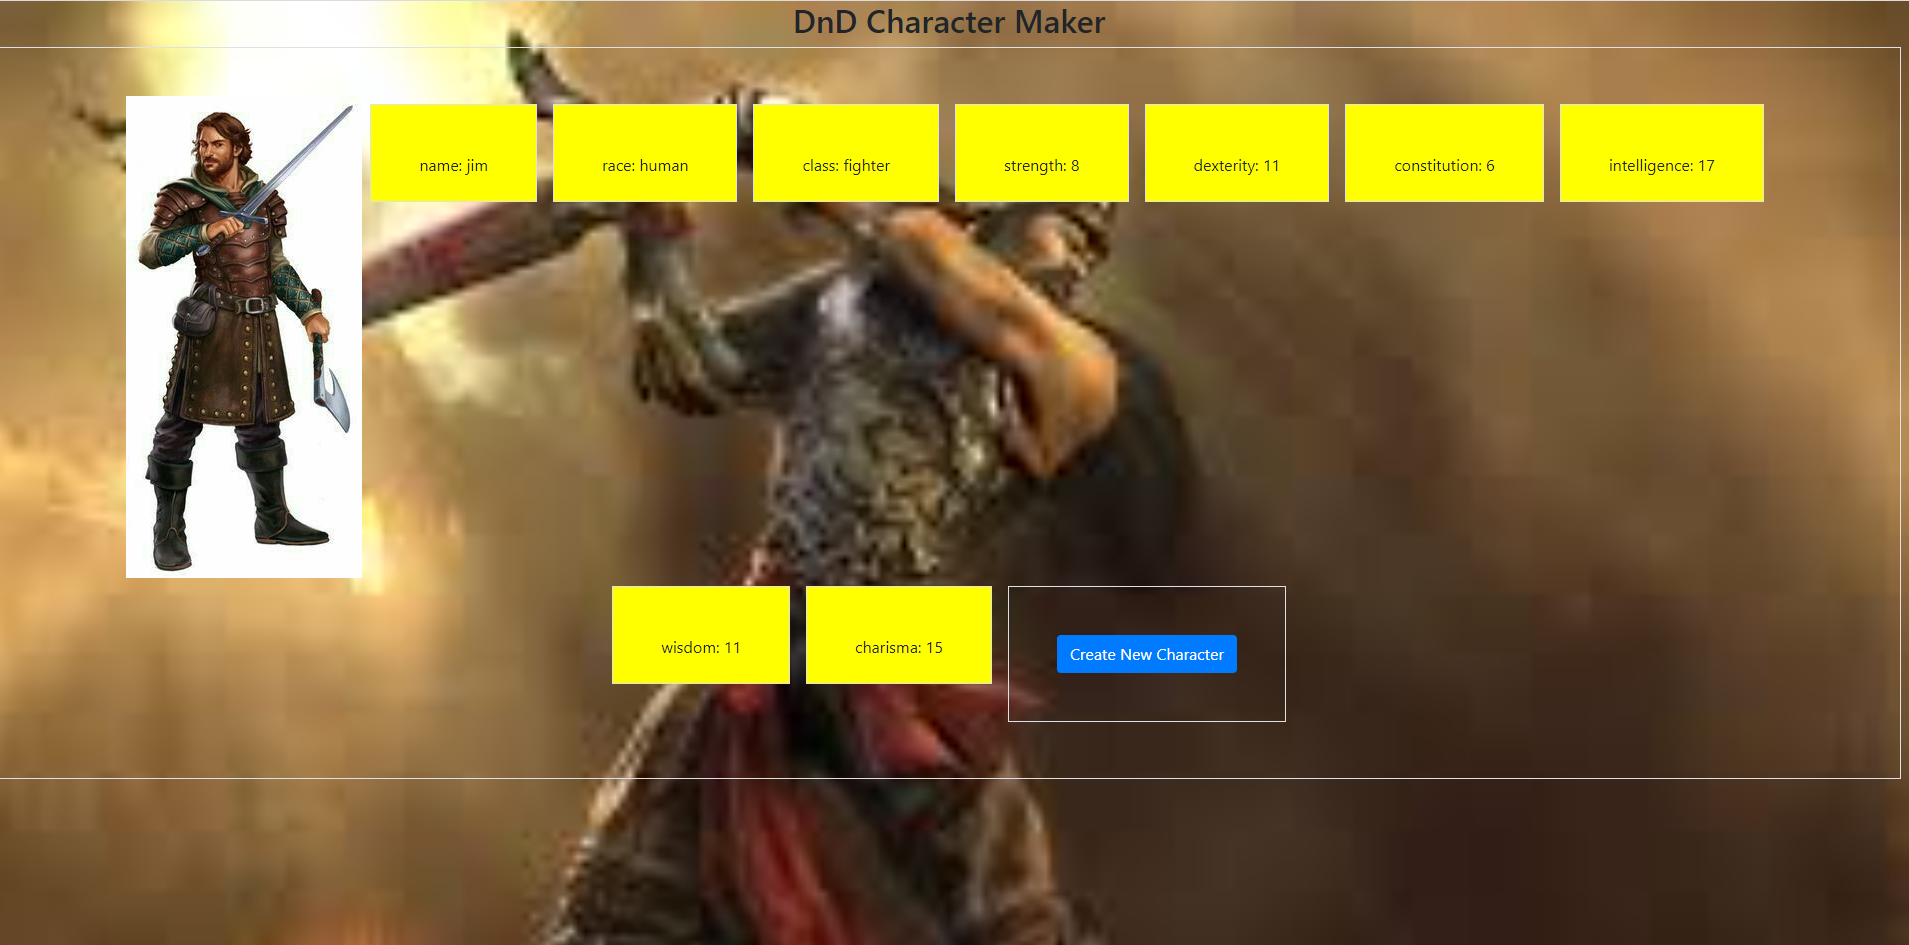 DnD Character Maker
name: jim
race: human
class: fighter
strength: 8
dexterity: 11
constitution: 6
intelligence: 17
wisdom: 11
charisma: 15
Create New Character